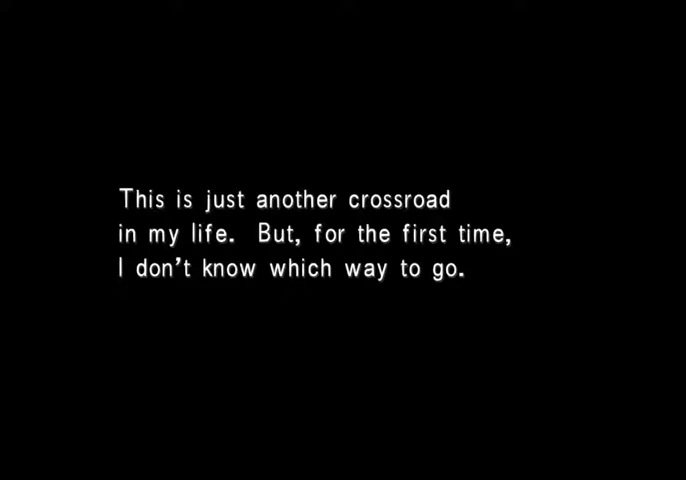 This is just another crossroad
in my life.  But, for the first time,
I don't know which way to go.